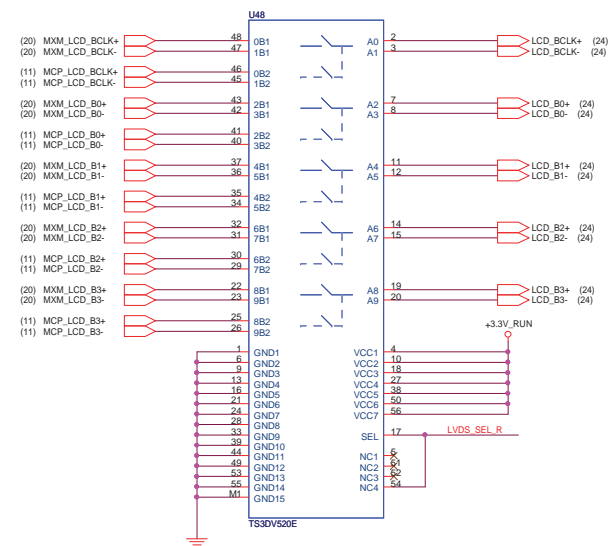 U48
(20) MXM_LCD_BCLK+ 48 0B1 A0 2 LCD_BCLK+ (24)
(20) MXM_LCD_BCLK- 47 1B1 A1 3 LCD_BCLK- (24)
(11) MCP_LCD_BCLK+ 46 0B2
(11) MCP_LCD_BCLK- 45 1B2
(20) MXM_LCD_B0+ 43 2B1 A2 7 LCD_B0+ (24)
(20) MXM_LCD_B0- 42 3B1 A3 8 LCD_B0- (24)
(11) MCP_LCD_B0+ 41 2B2
(11) MCP_LCD_B0- 40 3B2
(20) MXM_LCD_B1+ 37 4B1 A4 11 LCD_B1+ (24)
(20) MXM_LCD_B1- 36 5B1 A5 12 LCD_B1- (24)
(11) MCP_LCD_B1+ 35 4B2
(11) MCP_LCD_B1- 34 5B2
(20) MXM_LCD_B2+ 32 6B1 A6 14 LCD_B2+ (24)
(20) MXM_LCD_B2- 31 7B1 A7 15 LCD_B2- (24)
(11) MCP_LCD_B2+ 30 6B2
(11) MCP_LCD_B2- 29 7B2
(20) MXM_LCD_B3+ 22 8B1 A8 19 LCD_B3+ (24)
(20) MXM_LCD_B3- 23 9B1 A9 20 LCD_B3- (24)
(11) MCP_LCD_B3+ 25 8B2
(11) MCP_LCD_B3- 26 9B2
+3.3V_RUN
1 GND1 VCC1 4
6 GND2 VCC2 10
9 GND3 VCC3 18
13 GND4 VCC4 27
16 GND5 VCC5 38
21 GND6 VCC6 50
24 GND7 VCC7 56
28 GND8
33 GND9 SEL 17 LVDS_SEL_R
39 GND10
44 GND11 NC1 5
49 GND12 NC2 51
53 GND13 NC3 52
55 GND14 NC4 54
M1 GND15
TS3DV520E